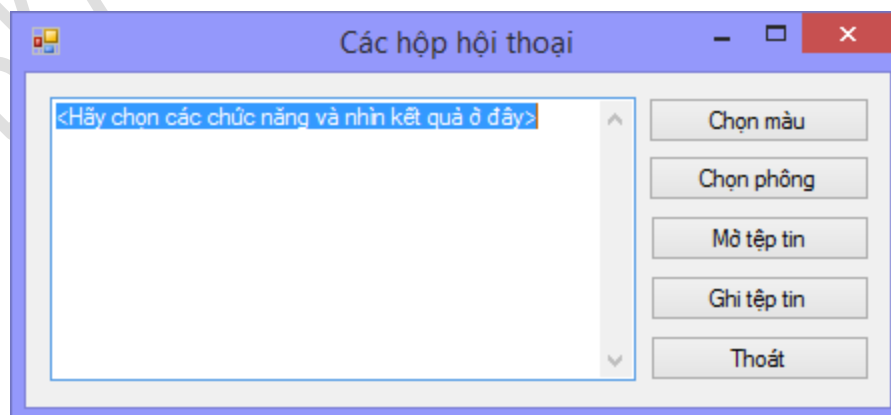 Các hộp hội thoại
<Hãy chọn các chức năng và nhìn kết quả ở đây>
Chọn màu
Chọn phông
Mở tệp tin
Ghi tệp tin
Thoát